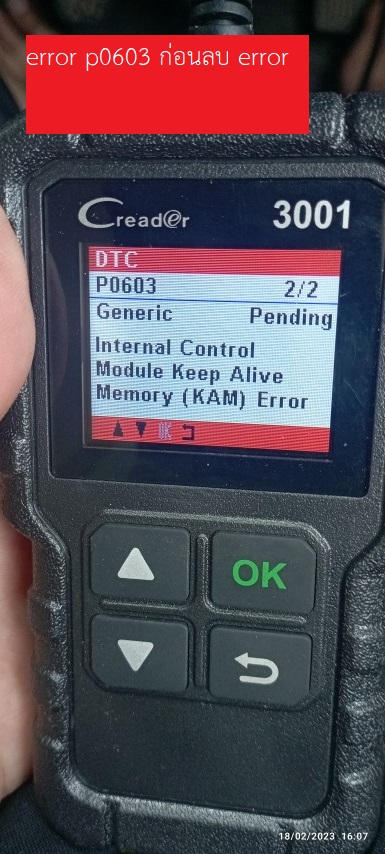 error p0603 ก่อนลบ error
Creader 3001
DTC
P0603 2/2
Generic Pending
Internal Control
Module Keep Alive
Memory (KAM) Error
OK
OK
18/02/2023 16:07